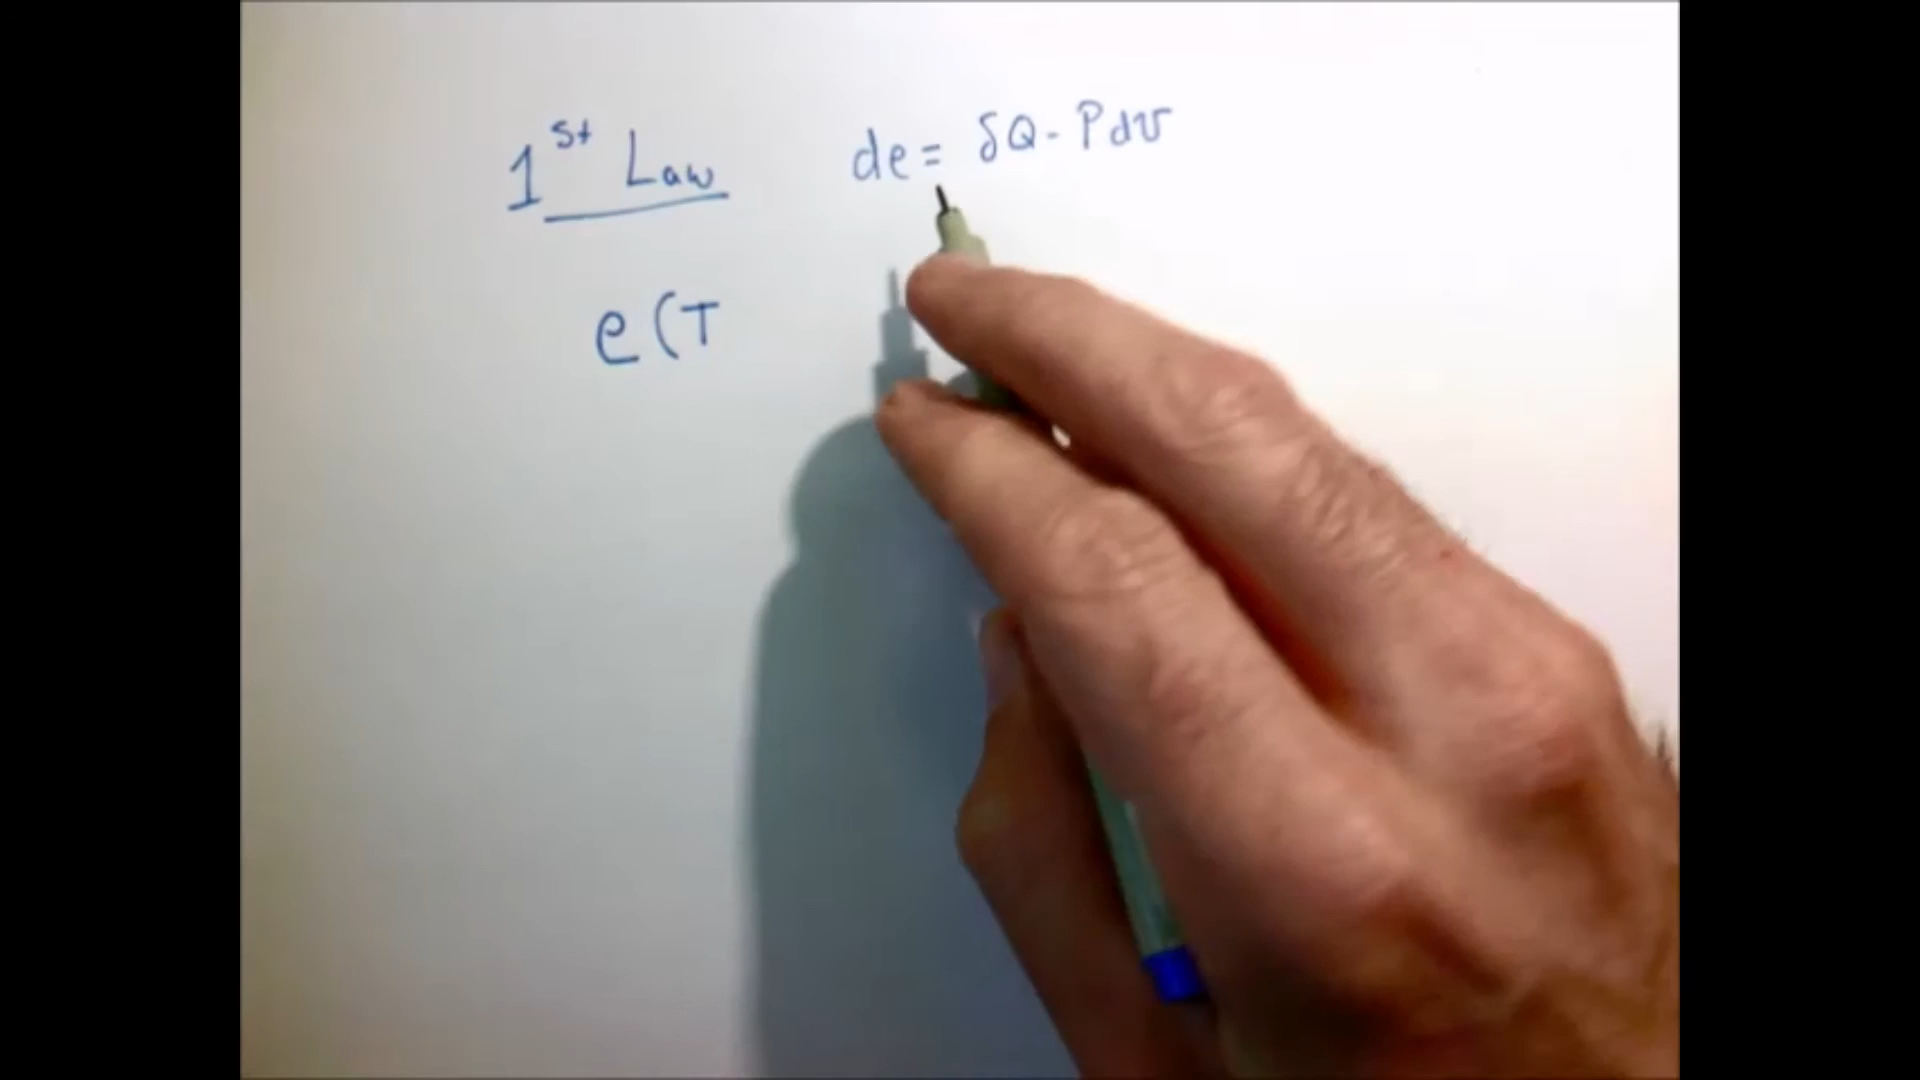 1st Law de = δQ - Pdv
e(T